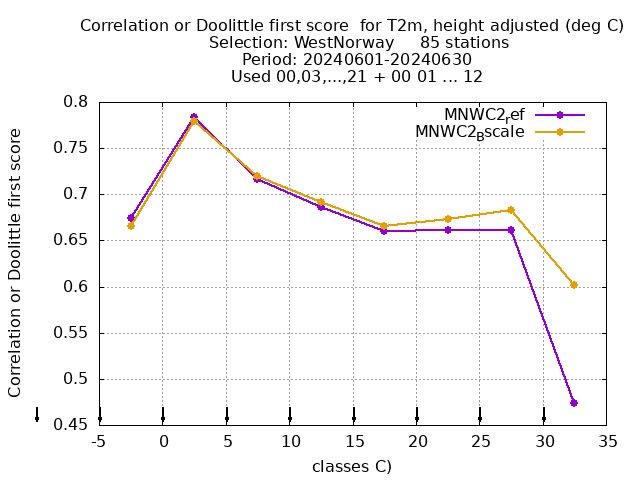 Correlation or Doolittle first score  for T2m, height adjusted (deg C)
Selection: WestNorway     85 stations
Period: 20240601-20240630
Used 00,03,...,21 + 00 01 ... 12
MNWC2_ref
MNWC2_Bscale
Correlation or Doolittle first score
0.8
0.75
0.7
0.65
0.6
0.55
0.5
0.45
-5 0 5 10 15 20 25 30 35
classes C)